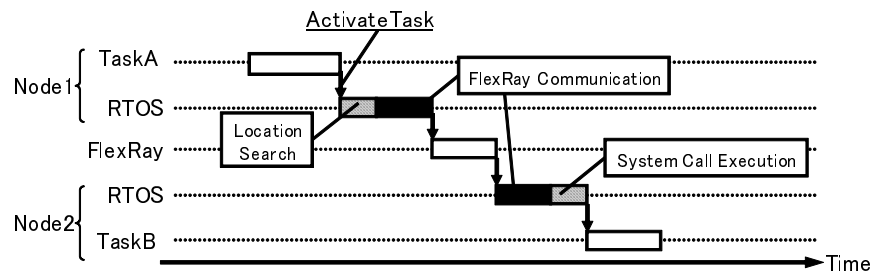 ActivateTask
TaskA
Node1
FlexRay Communication
RTOS
Location
Search
FlexRay
System Call Execution
RTOS
Node2
TaskB
Time